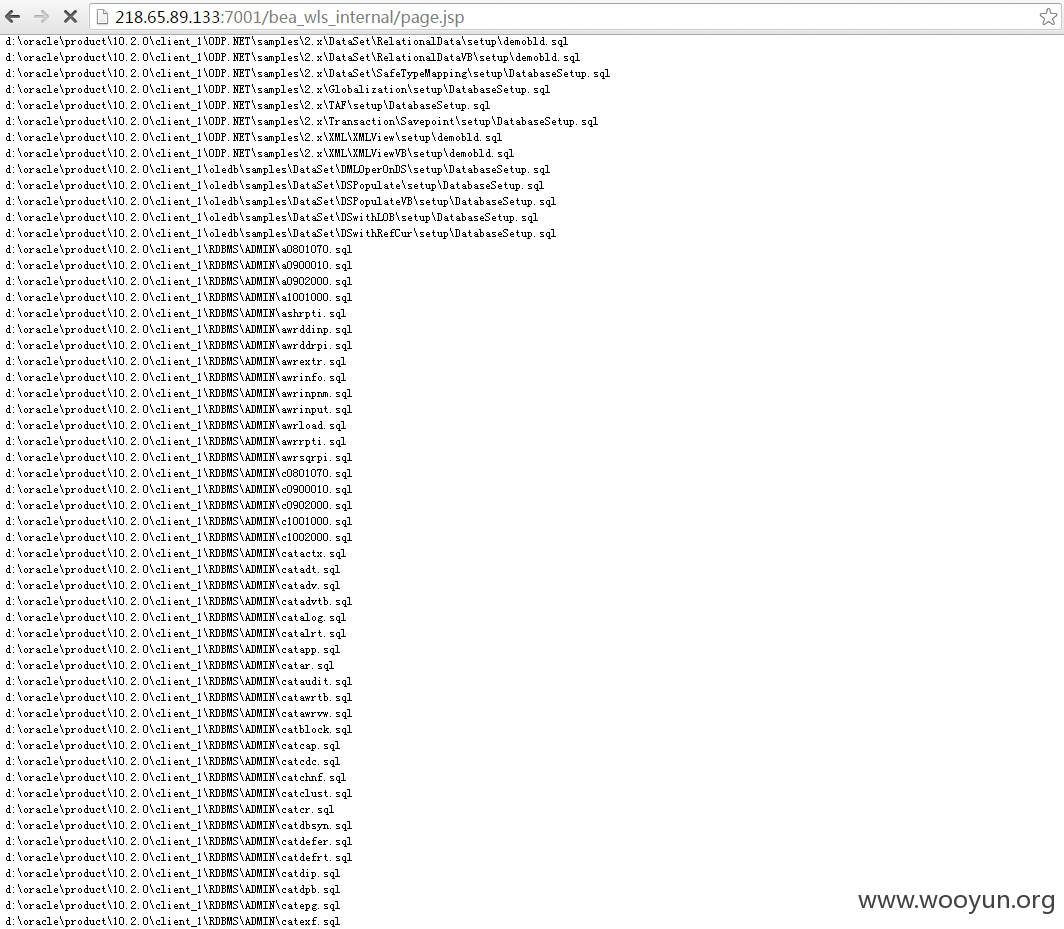 218.65.89.133:7001/bea_wls_internal/page.jsp
d:\oracle\product\10.2.0\client_1\ODP.NET\samples\2.x\DataSet\RelationalData\setup\demobld.sql
d:\oracle\product\10.2.0\client_1\ODP.NET\samples\2.x\DataSet\RelationalDataVB\setup\demobld.sql
d:\oracle\product\10.2.0\client_1\ODP.NET\samples\2.x\DataSet\SafeTypeMapping\setup\DatabaseSetup.sql
d:\oracle\product\10.2.0\client_1\ODP.NET\samples\2.x\Globalization\setup\DatabaseSetup.sql
d:\oracle\product\10.2.0\client_1\ODP.NET\samples\2.x\TAF\setup\DatabaseSetup.sql
d:\oracle\product\10.2.0\client_1\ODP.NET\samples\2.x\Transaction\Savepoint\setup\DatabaseSetup.sql
d:\oracle\product\10.2.0\client_1\ODP.NET\samples\2.x\XML\XMLView\setup\demobld.sql
d:\oracle\product\10.2.0\client_1\ODP.NET\samples\2.x\XML\XMLViewVB\setup\demobld.sql
d:\oracle\product\10.2.0\client_1\oledb\samples\DataSet\DMLOperOnDS\setup\DatabaseSetup.sql
d:\oracle\product\10.2.0\client_1\oledb\samples\DataSet\DSPopulate\setup\DatabaseSetup.sql
d:\oracle\product\10.2.0\client_1\oledb\samples\DataSet\DSPopulateVB\setup\DatabaseSetup.sql
d:\oracle\product\10.2.0\client_1\oledb\samples\DataSet\DSwithLOB\setup\DatabaseSetup.sql
d:\oracle\product\10.2.0\client_1\oledb\samples\DataSet\DSwithRefCur\setup\DatabaseSetup.sql
d:\oracle\product\10.2.0\client_1\RDBMS\ADMIN\a0801070.sql
d:\oracle\product\10.2.0\client_1\RDBMS\ADMIN\a0900010.sql
d:\oracle\product\10.2.0\client_1\RDBMS\ADMIN\a0902000.sql
d:\oracle\product\10.2.0\client_1\RDBMS\ADMIN\a1001000.sql
d:\oracle\product\10.2.0\client_1\RDBMS\ADMIN\ashrpti.sql
d:\oracle\product\10.2.0\client_1\RDBMS\ADMIN\awrddinp.sql
d:\oracle\product\10.2.0\client_1\RDBMS\ADMIN\awrddrpi.sql
d:\oracle\product\10.2.0\client_1\RDBMS\ADMIN\awrextr.sql
d:\oracle\product\10.2.0\client_1\RDBMS\ADMIN\awrinfo.sql
d:\oracle\product\10.2.0\client_1\RDBMS\ADMIN\awrinpnm.sql
d:\oracle\product\10.2.0\client_1\RDBMS\ADMIN\awrinput.sql
d:\oracle\product\10.2.0\client_1\RDBMS\ADMIN\awrload.sql
d:\oracle\product\10.2.0\client_1\RDBMS\ADMIN\awrrpti.sql
d:\oracle\product\10.2.0\client_1\RDBMS\ADMIN\awrsqrpi.sql
d:\oracle\product\10.2.0\client_1\RDBMS\ADMIN\c0801070.sql
d:\oracle\product\10.2.0\client_1\RDBMS\ADMIN\c0900010.sql
d:\oracle\product\10.2.0\client_1\RDBMS\ADMIN\c0902000.sql
d:\oracle\product\10.2.0\client_1\RDBMS\ADMIN\c1001000.sql
d:\oracle\product\10.2.0\client_1\RDBMS\ADMIN\c1002000.sql
d:\oracle\product\10.2.0\client_1\RDBMS\ADMIN\catactx.sql
d:\oracle\product\10.2.0\client_1\RDBMS\ADMIN\catadt.sql
d:\oracle\product\10.2.0\client_1\RDBMS\ADMIN\catadv.sql
d:\oracle\product\10.2.0\client_1\RDBMS\ADMIN\catadvtb.sql
d:\oracle\product\10.2.0\client_1\RDBMS\ADMIN\catalog.sql
d:\oracle\product\10.2.0\client_1\RDBMS\ADMIN\catalrt.sql
d:\oracle\product\10.2.0\client_1\RDBMS\ADMIN\catapp.sql
d:\oracle\product\10.2.0\client_1\RDBMS\ADMIN\catar.sql
d:\oracle\product\10.2.0\client_1\RDBMS\ADMIN\cataudit.sql
d:\oracle\product\10.2.0\client_1\RDBMS\ADMIN\catawrtb.sql
d:\oracle\product\10.2.0\client_1\RDBMS\ADMIN\catawrvw.sql
d:\oracle\product\10.2.0\client_1\RDBMS\ADMIN\catblock.sql
d:\oracle\product\10.2.0\client_1\RDBMS\ADMIN\catcap.sql
d:\oracle\product\10.2.0\client_1\RDBMS\ADMIN\catcdc.sql
d:\oracle\product\10.2.0\client_1\RDBMS\ADMIN\catchnf.sql
d:\oracle\product\10.2.0\client_1\RDBMS\ADMIN\catclust.sql
d:\oracle\product\10.2.0\client_1\RDBMS\ADMIN\catcr.sql
d:\oracle\product\10.2.0\client_1\RDBMS\ADMIN\catdbsyn.sql
d:\oracle\product\10.2.0\client_1\RDBMS\ADMIN\catdefer.sql
d:\oracle\product\10.2.0\client_1\RDBMS\ADMIN\catdefrt.sql
d:\oracle\product\10.2.0\client_1\RDBMS\ADMIN\catdip.sql
d:\oracle\product\10.2.0\client_1\RDBMS\ADMIN\catdpb.sql
d:\oracle\product\10.2.0\client_1\RDBMS\ADMIN\catepg.sql
d:\oracle\product\10.2.0\client_1\RDBMS\ADMIN\catexf.sql
www.wooyun.org